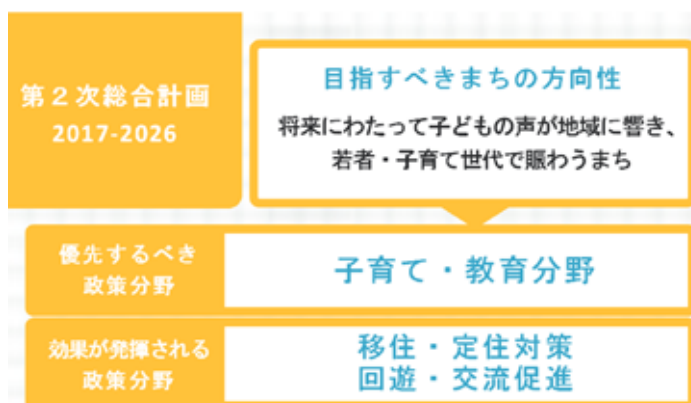 第２次総合計画
2017-2026
目指すべきまちの方向性
将来にわたって子どもの声が地域に響き、
若者・子育て世代で賑わうまち
優先するべき
政策分野
子育て・教育分野
効果が発揮される
政策分野
移住・定住対策
回遊・交流促進